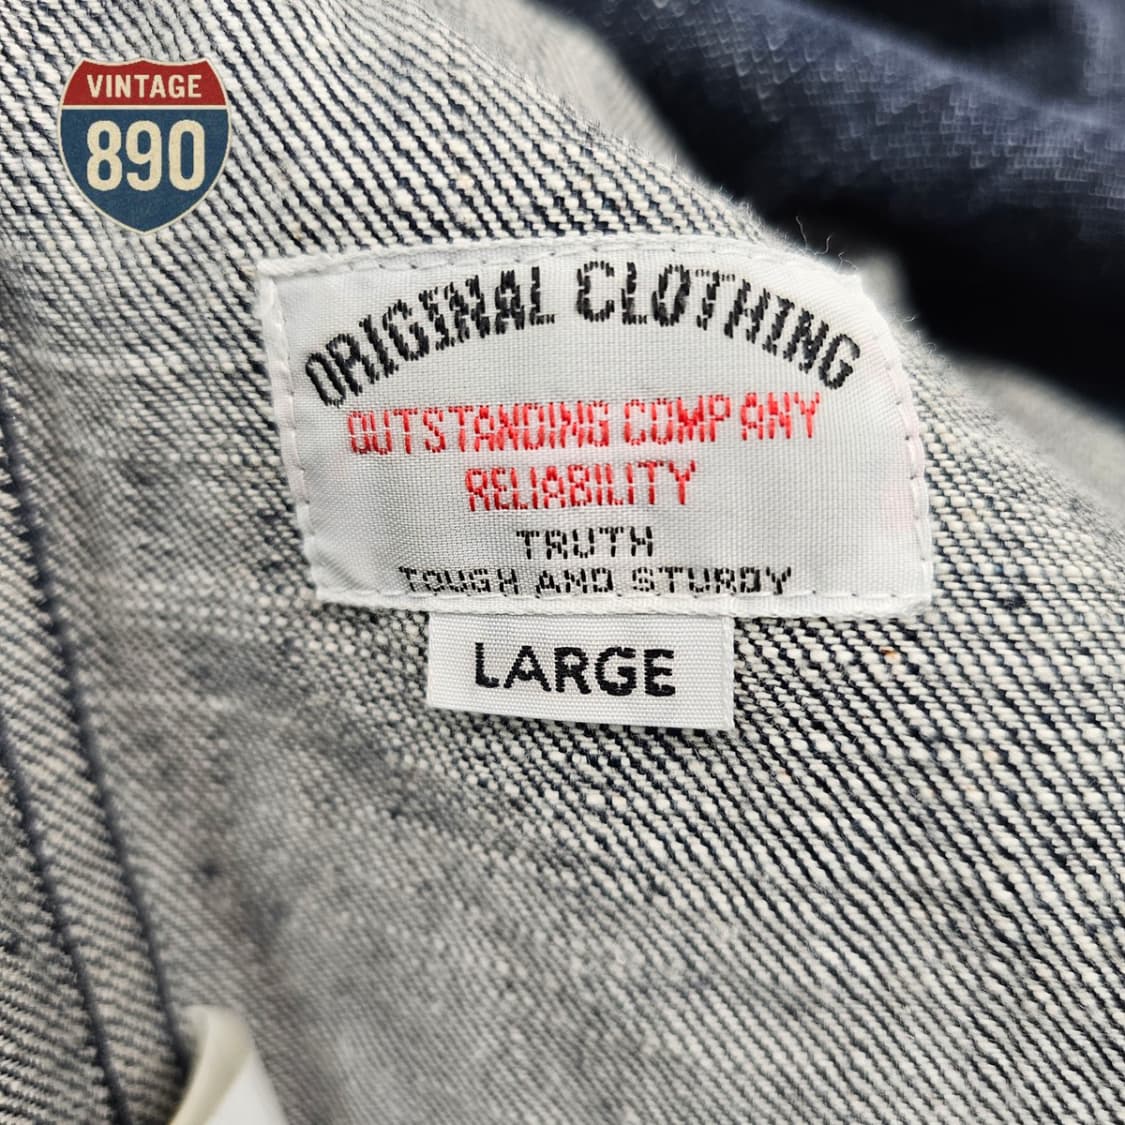 VINTAGE
890
ORIGINAL CLOTHING
OUTSTANDING COMPANY
RELIABILITY
TRUTH
TOUGH AND STURDY
LARGE